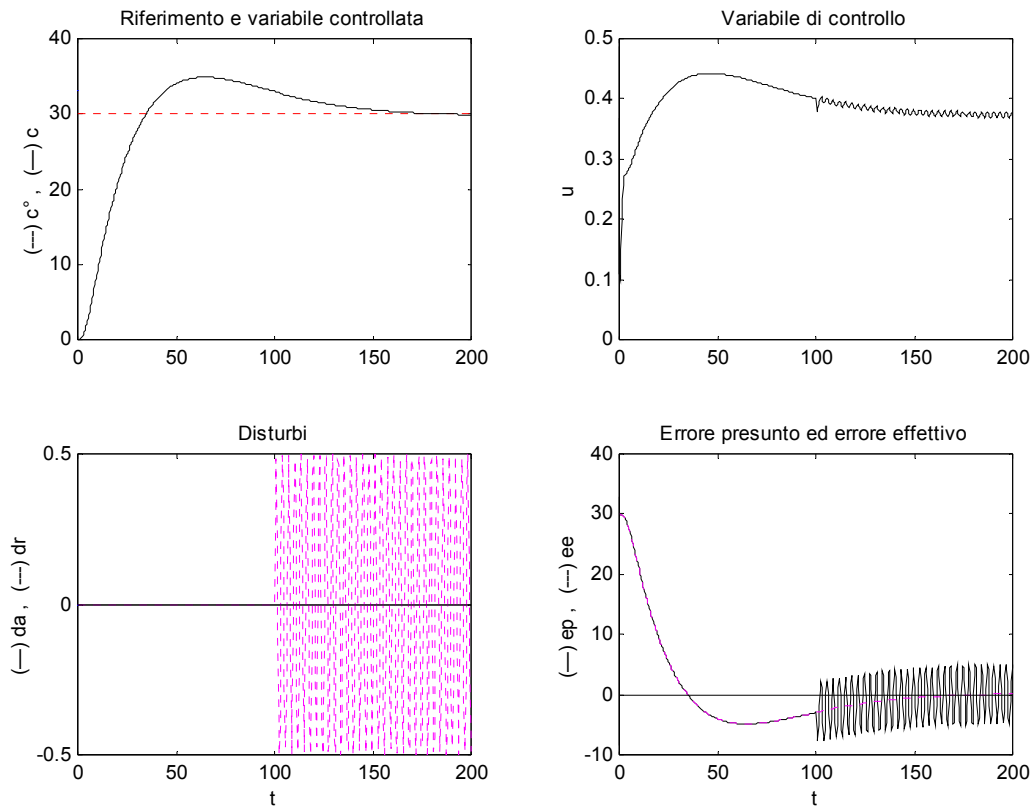 Riferimento e variabile controllata
40
30
20
10
0
0 50 100 150 200
(---) c° , (—) c
Variabile di controllo
0.5
0.4
0.3
0.2
0.1
0
0 50 100 150 200
u
Disturbi
0.5
0
-0.5
0 50 100 150 200
(—) da , (---) dr
t
Errore presunto ed errore effettivo
40
30
20
10
0
-10
0 50 100 150 200
(—) ep , (---) ee
t